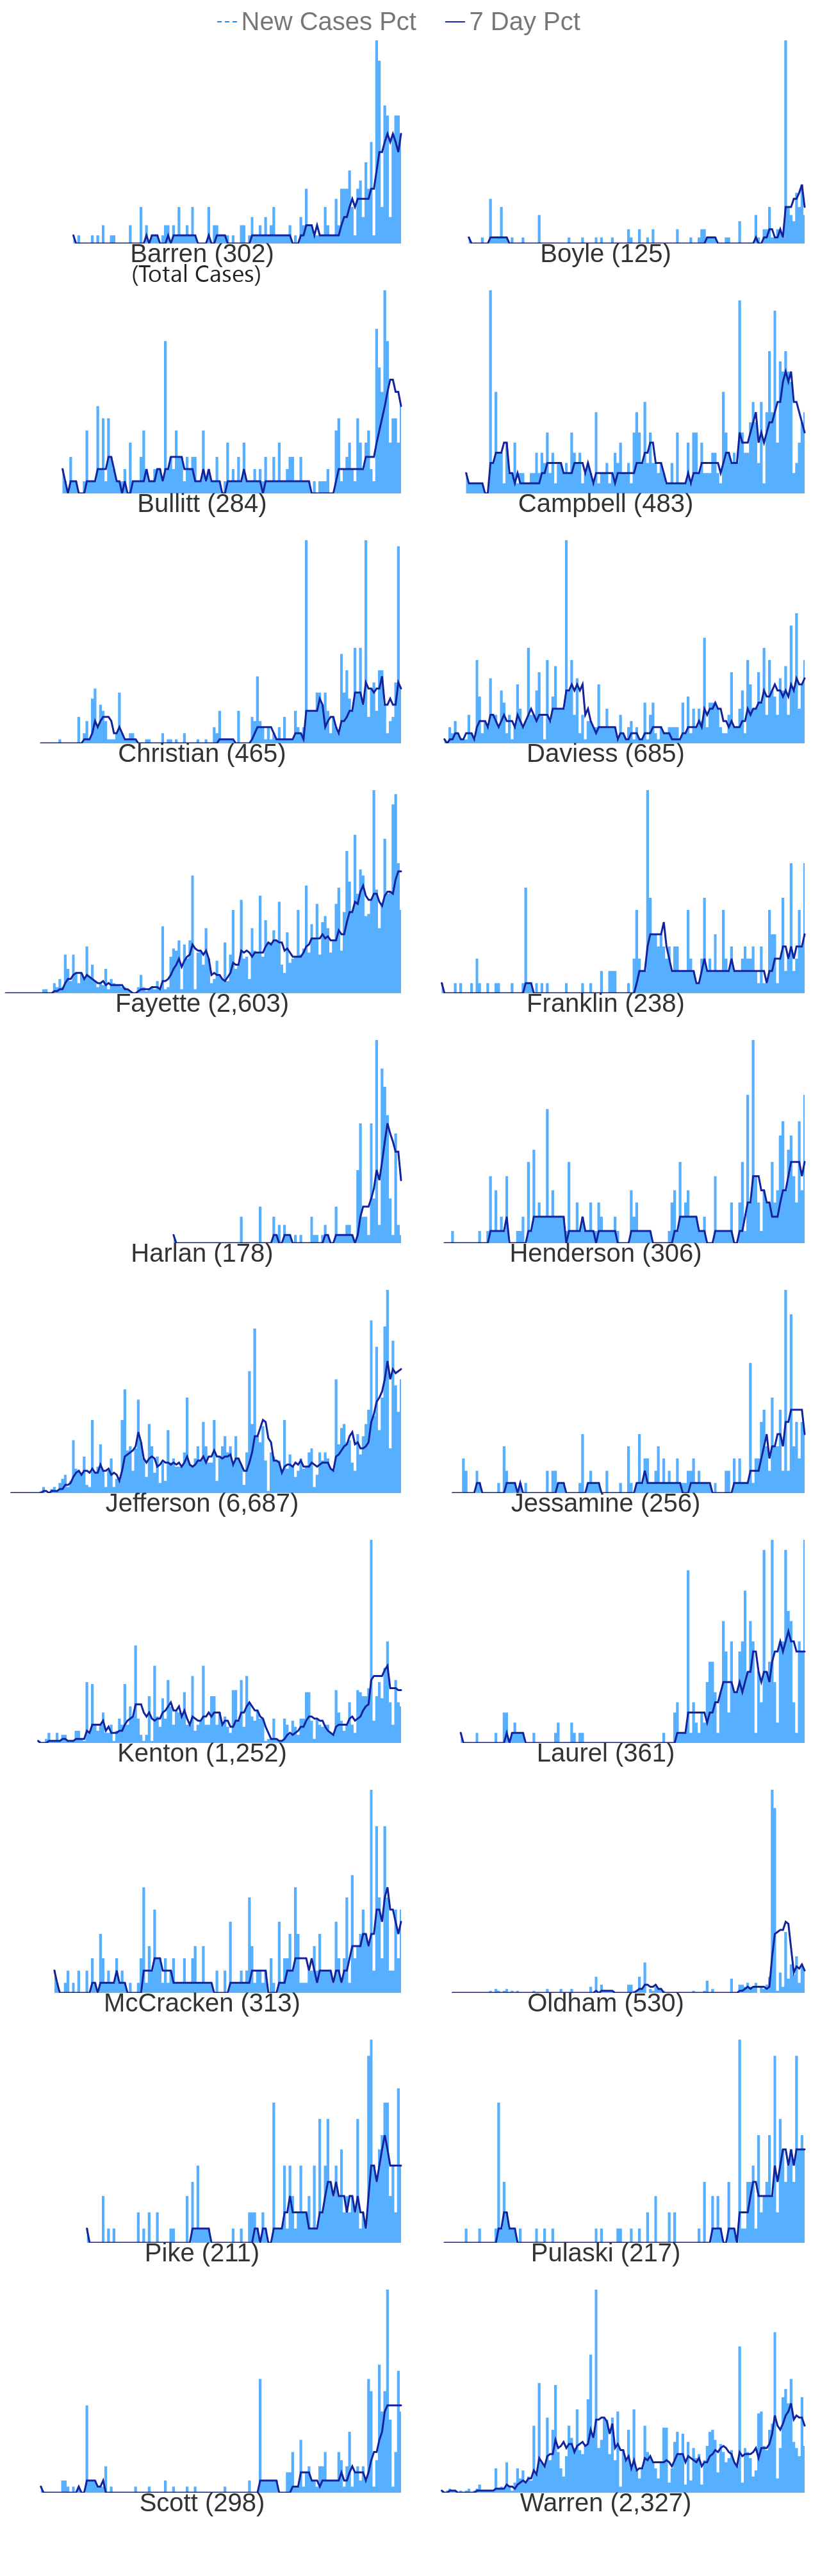 New Cases Pct 7 Day Pct
Barren (302) Boyle (125)
(Total Cases)
Bullitt (284) Campbell (483)
Christian (465) Daviess (685)
Fayette (2,603) Franklin (238)
Harlan (178) Henderson (306)
Jefferson (6,687) Jessamine (256)
Kenton (1,252) Laurel (361)
McCracken (313) Oldham (530)
Pike (211) Pulaski (217)
Scott (298) Warren (2,327)